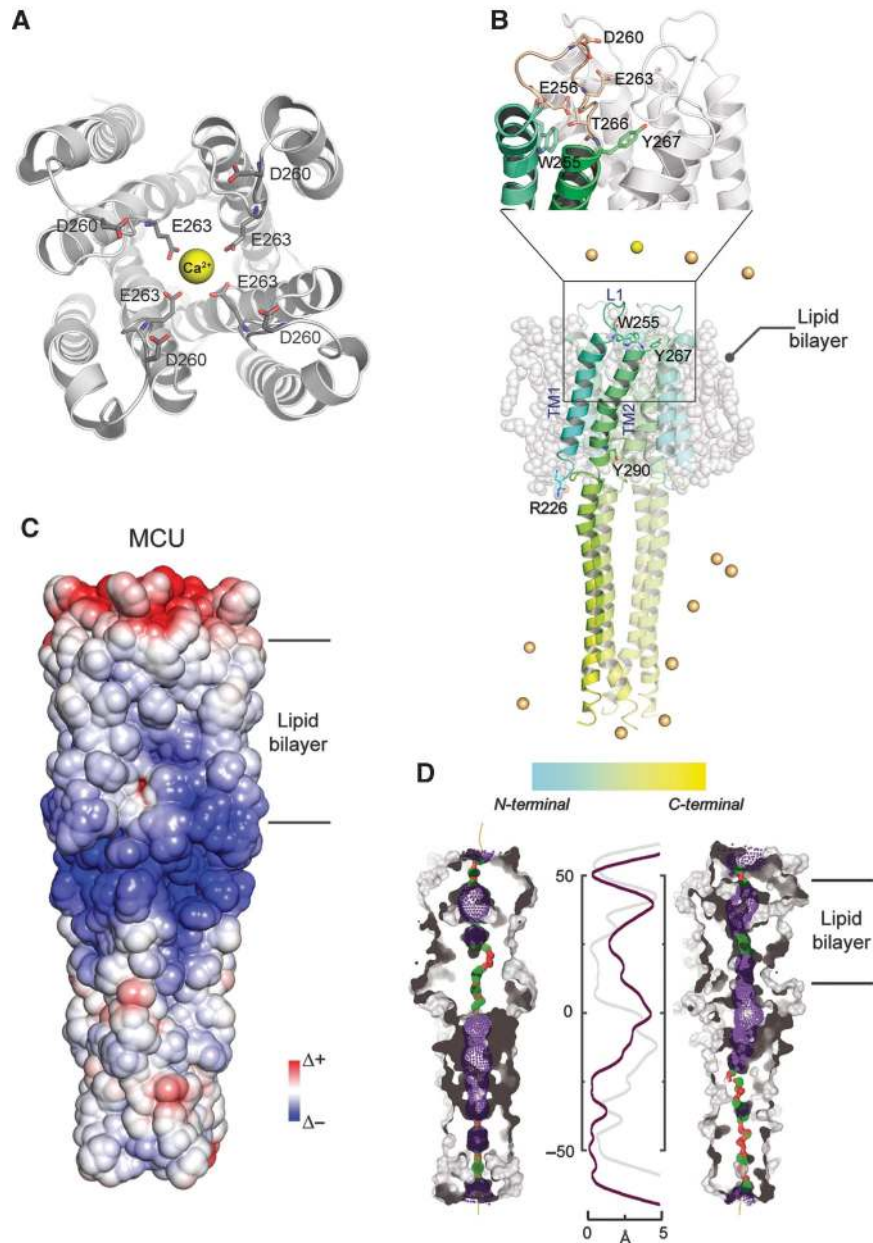 A
D260
D260
E263
E263
Ca2+
E263
E263
D260
D260
B
D260
E263
E256
T266
Y267
W255
L1
W255
Y267
Lipid
bilayer
TM1
TM2
Y290
R226
C
MCU
Lipid
bilayer
Δ+
Δ−
D
N-terminal
C-terminal
50
0
−50
0
5
Å
Lipid
bilayer